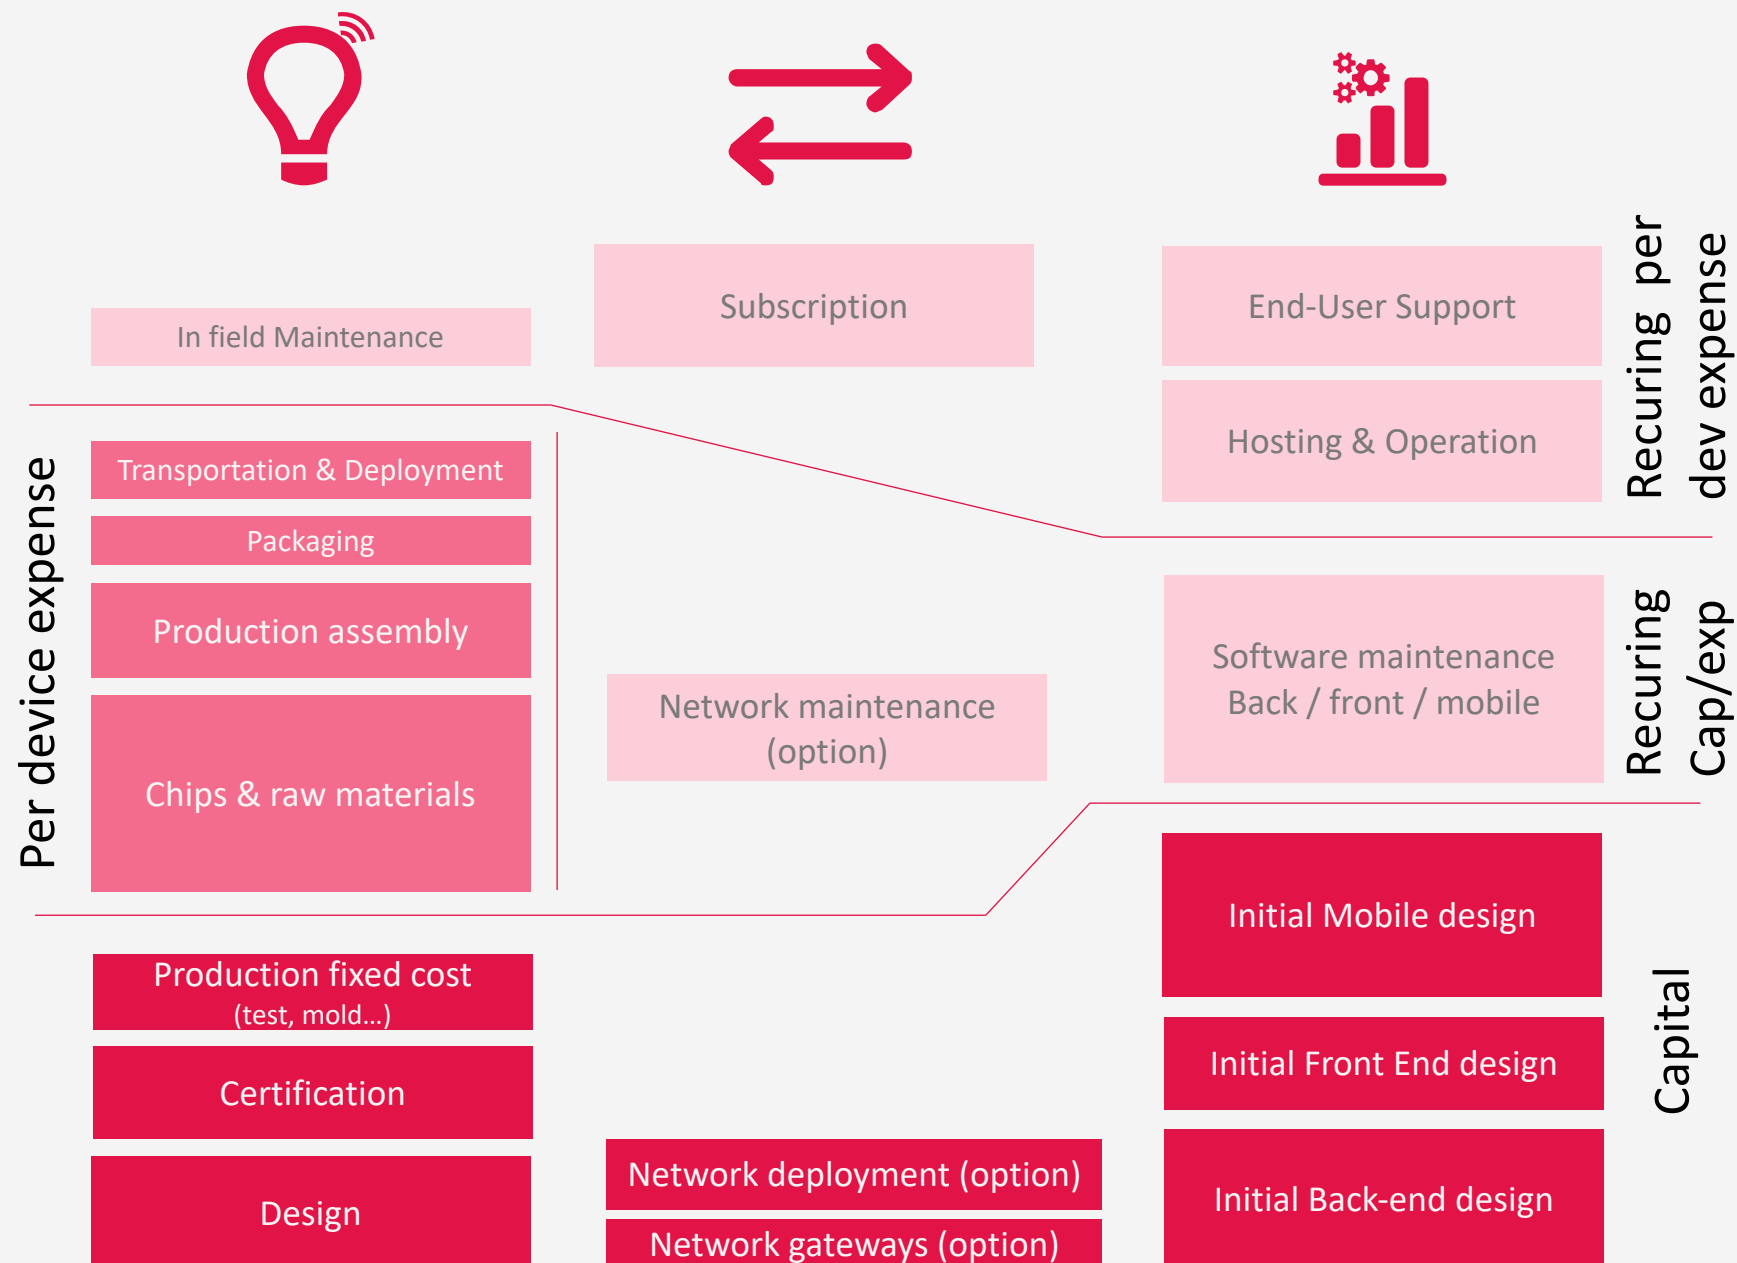 In field Maintenance
Subscription
End-User Support
Hosting & Operation
Recuring per
dev expense
Per device expense
Transportation & Deployment
Packaging
Production assembly
Chips & raw materials
Network maintenance
(option)
Software maintenance
Back / front / mobile
Recuring
Cap/exp
Production fixed cost
(test, mold...)
Certification
Design
Network deployment (option)
Network gateways (option)
Initial Mobile design
Initial Front End design
Initial Back-end design
Capital